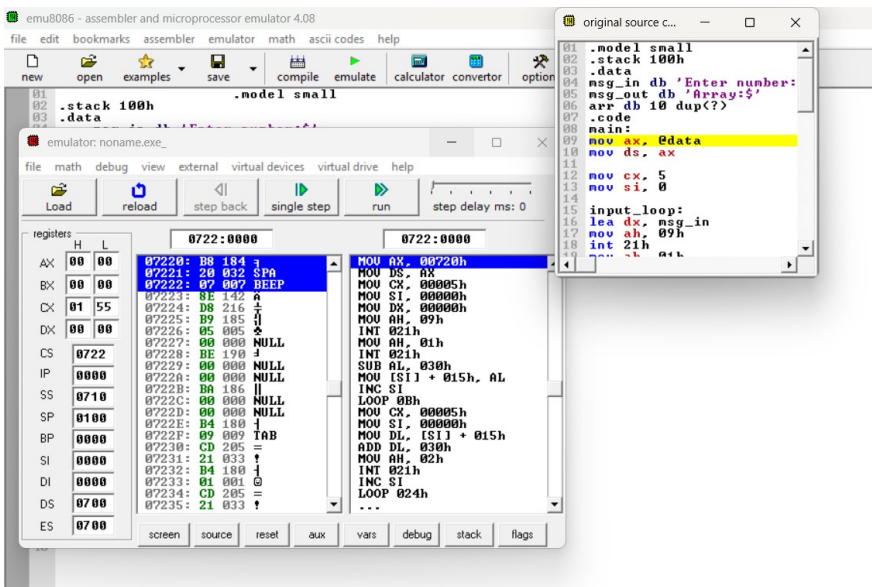 emu8086 - assembler and microprocessor emulator 4.08
file edit bookmarks assembler emulator math ascii codes help
new open examples save compile emulate calculator convertor option
01 .model small
02 .stack 100h
03 .data
emulator: noname.exe_
file math debug view external virtual devices virtual drive help
Load reload step back single step run step delay ms: 0
registers
H L
0722:0000 0722:0000
AX 00 00
BX 00 00
CX 01 55
DX 00 00
CS 0722
IP 0000
SS 0710
SP 0100
BP 0000
SI 0000
DI 0000
DS 0700
ES 0700
07220: B8 184 ╕
07221: 20 032 SPA
07222: 07 007 BEEP
07223: 8E 142 Ä
07224: D8 216 ╪
07225: B9 185 ╣
07226: 05 005 ♣
07227: 00 000 NULL
07228: BE 190 ╛
07229: 00 000 NULL
0722A: 00 000 NULL
0722B: BA 186 ║
0722C: 00 000 NULL
0722D: 00 000 NULL
0722E: B4 180 ┤
0722F: 09 009 TAB
07230: CD 205 =
07231: 21 033 !
07232: B4 180 ┤
07233: 01 001 ☺
07234: CD 205 =
07235: 21 033 !
MOV AX, 00720h
MOV DS, AX
MOV CX, 00005h
MOV SI, 00000h
MOV DX, 00000h
MOV AH, 09h
INT 021h
MOV AH, 01h
INT 021h
SUB AL, 030h
MOV [SI] + 015h, AL
INC SI
LOOP 0Bh
MOV CX, 00005h
MOV SI, 00000h
MOV DL, [SI] + 015h
ADD DL, 030h
MOV AH, 02h
INT 021h
INC SI
LOOP 024h
...
screen source reset aux vars debug stack flags
original source c...
01 .model small
02 .stack 100h
03 .data
04 msg_in db 'Enter number:
05 msg_out db 'Array:$'
06 arr db 10 dup(?)
07 .code
08 main:
09 mov ax, @data
10 mov ds, ax
11
12 mov cx, 5
13 mov si, 0
14
15 input_loop:
16 lea dx, msg_in
17 mov ah, 09h
18 int 21h